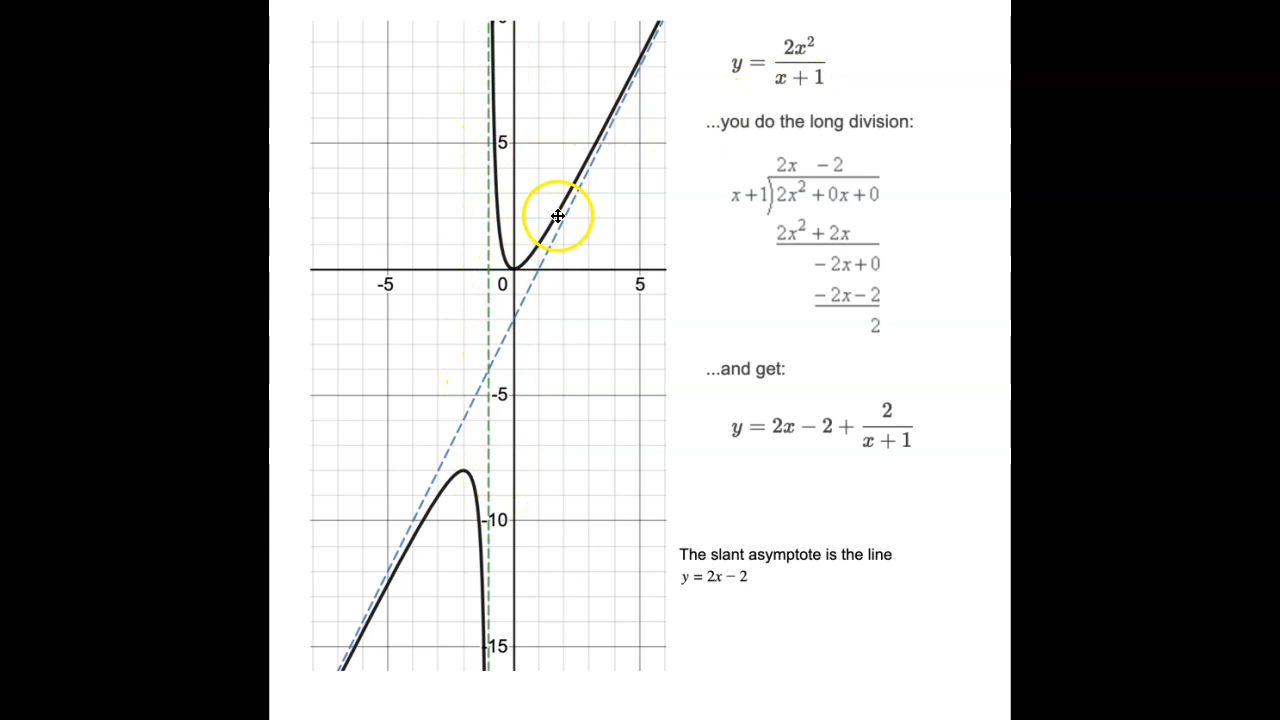 y = 2x² / x + 1
...you do the long division:
2x − 2
x+1)2x² +0x+0
2x² + 2x
− 2x+0
− 2x− 2
2
...and get:
y = 2x − 2 + 2 / x + 1
The slant asymptote is the line
y = 2x − 2
5
-5
0
5
-5
-10
-15